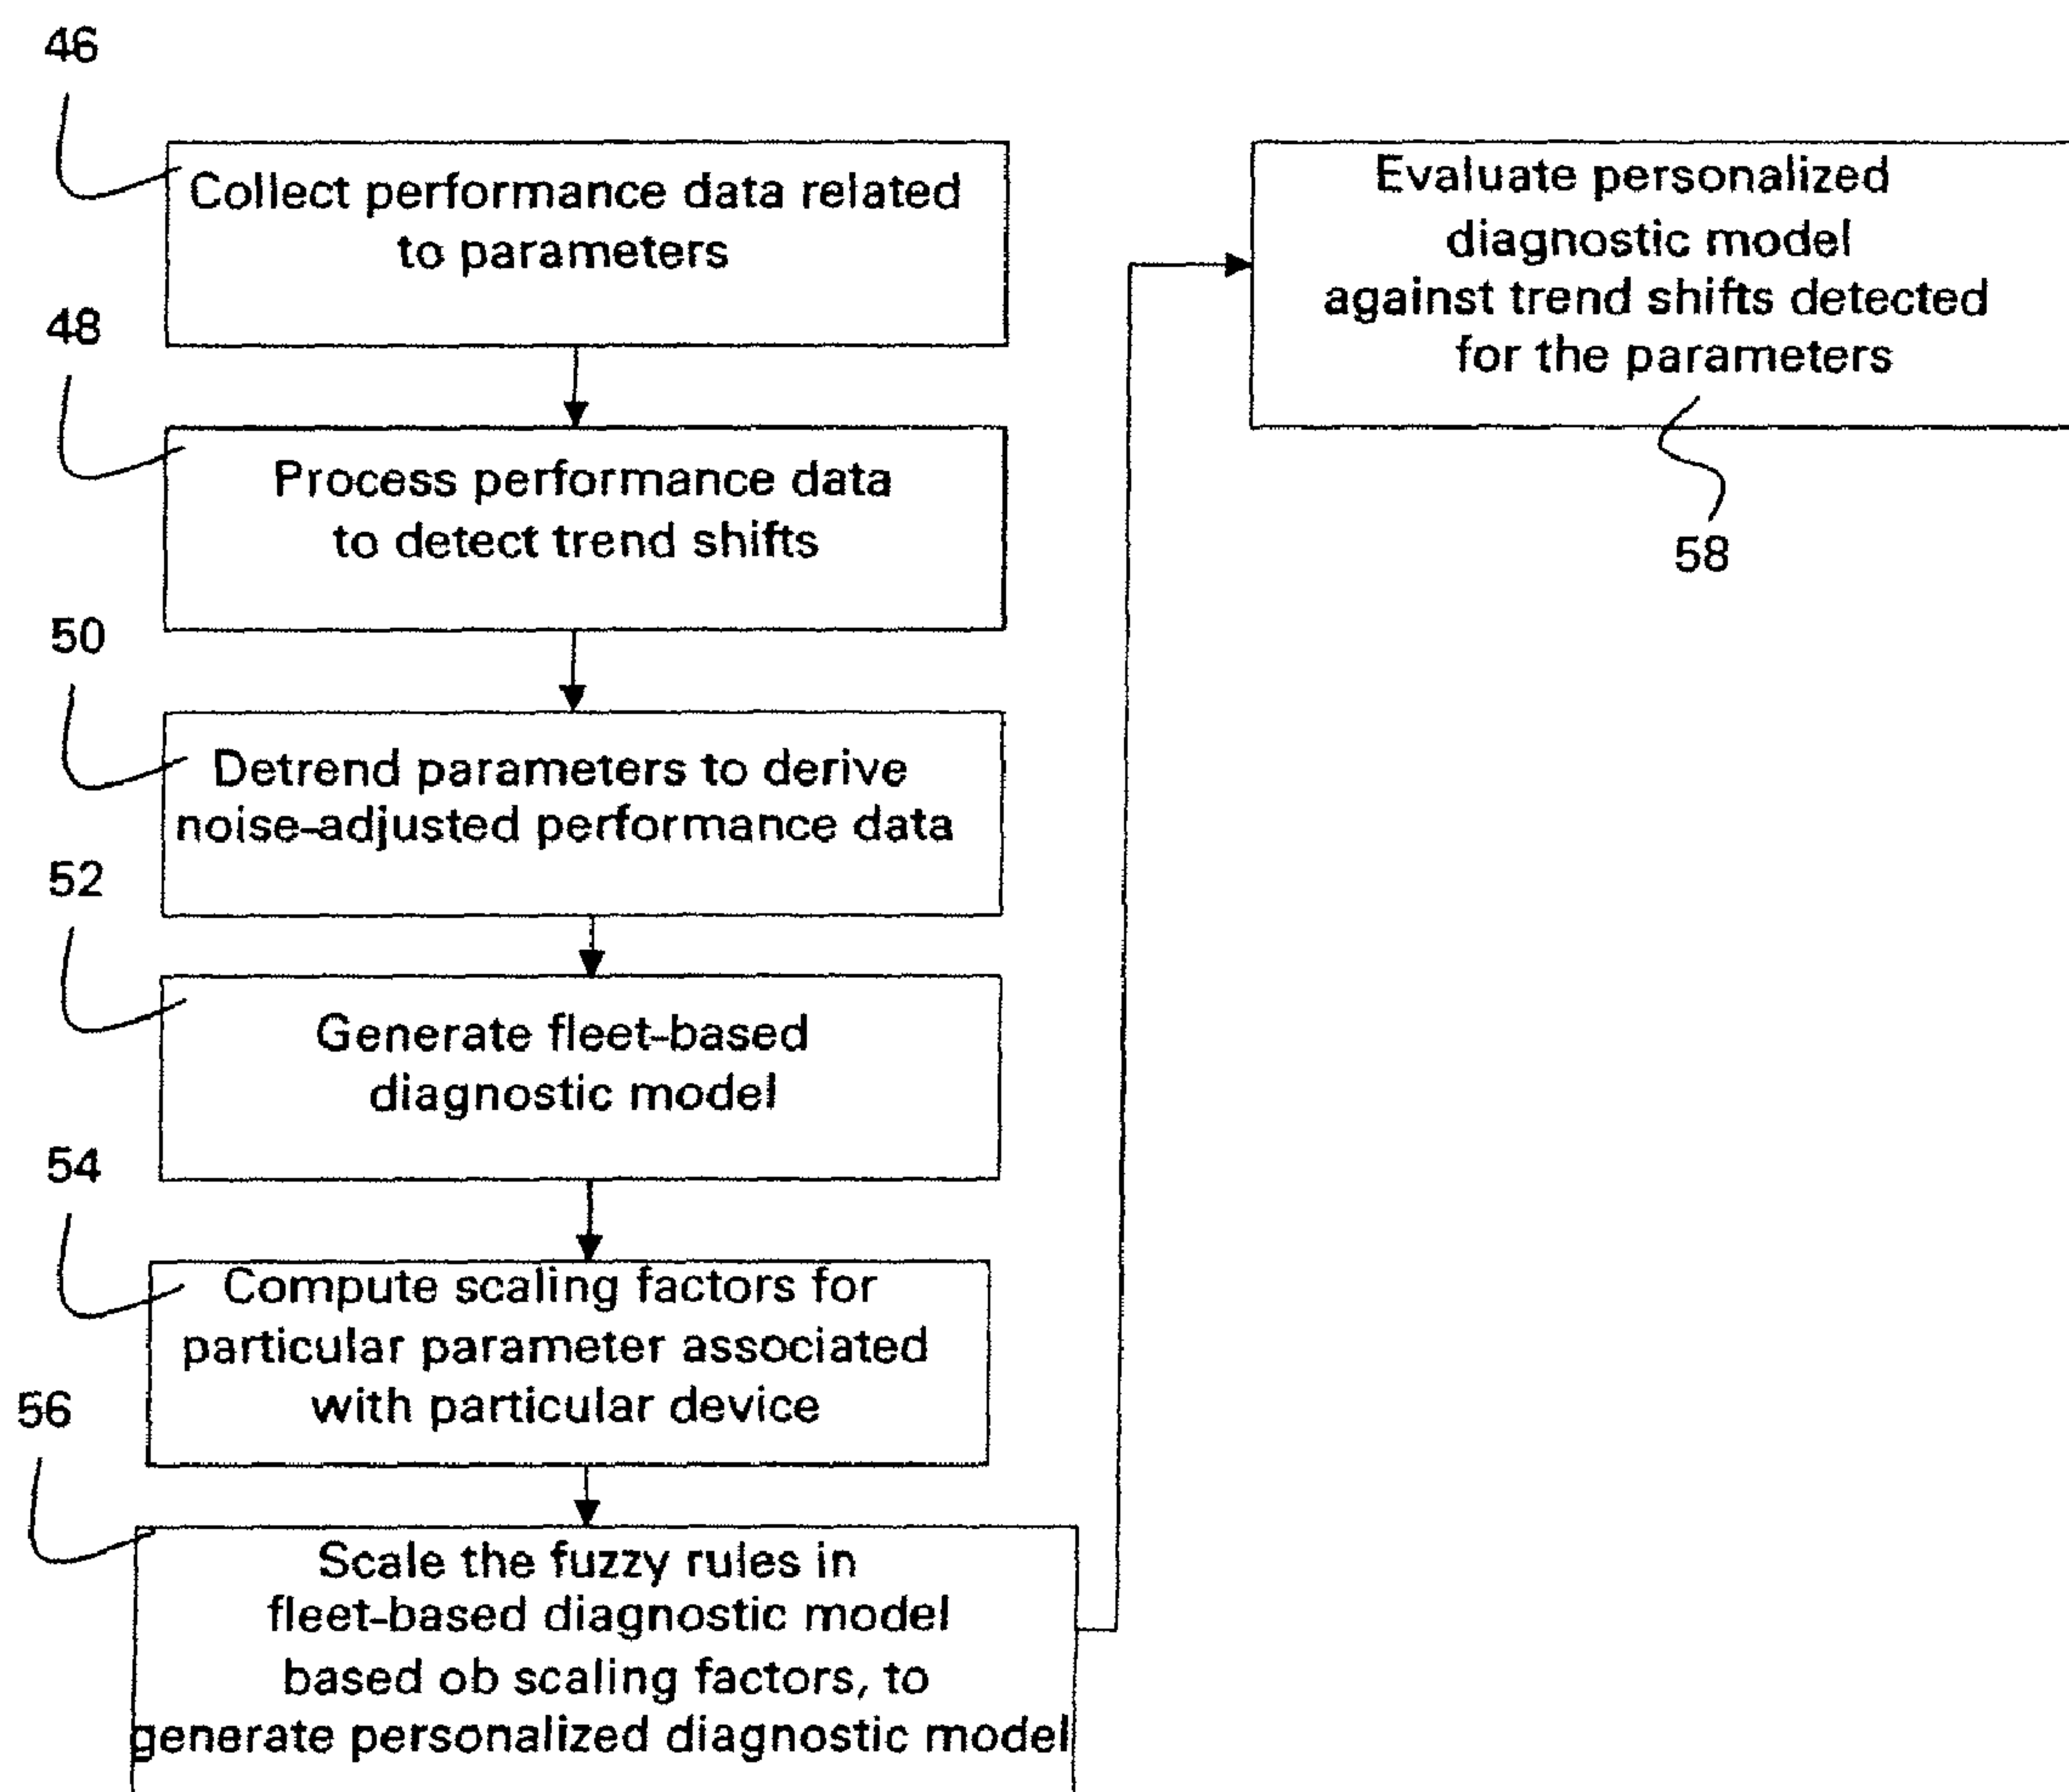 46
Collect performance data related
to parameters
48
Process performance data
to detect trend shifts
50
Detrend parameters to derive
noise-adjusted performance data
52
Generate fleet-based
diagnostic model
54
Compute scaling factors for
particular parameter associated
with particular device
56
Scale the fuzzy rules in
fleet-based diagnostic model
based ob scaling factors, to
generate personalized diagnostic model
Evaluate personalized
diagnostic model
against trend shifts detected
for the parameters
58